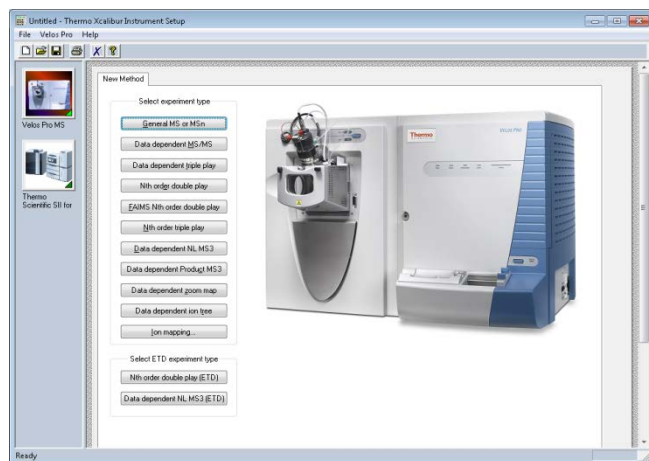 Untitled - Thermo Xcalibur Instrument Setup
File Velos Pro Help
New Method
Select experiment type
General MS or MSn
Data dependent MS/MS
Data dependent triple play
Nth order double play
FAIMS Nth order double play
Nth order triple play
Data dependent NL MS3
Data dependent Product MS3
Data dependent zoom map
Data dependent ion tree
Ion mapping...
Select ETD experiment type
Nth order double play (ETD)
Data dependent NL MS3 (ETD)
Velos Pro MS
Thermo
Scientific SII for
Thermo
VELOS PRO
Ready